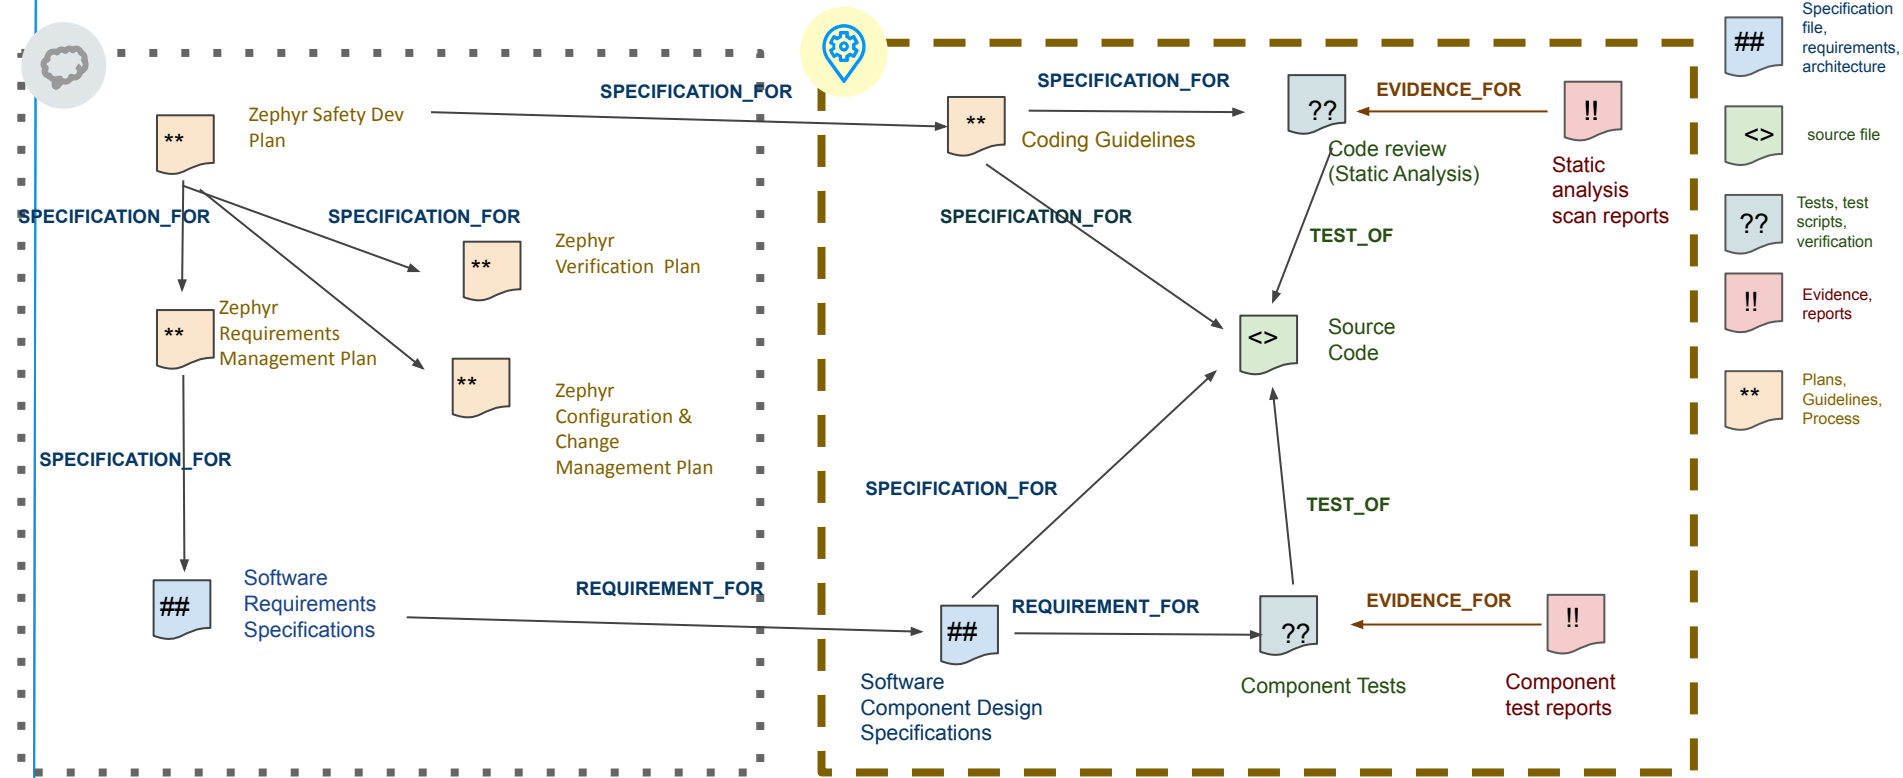 Zephyr Safety Dev
Plan
**
SPECIFICATION_FOR
SPECIFICATION_FOR
SPECIFICATION_FOR
Zephyr
Verification Plan
**
Zephyr
Requirements
Management Plan
**
**
Zephyr
Configuration &
Change
Management Plan
SPECIFICATION_FOR
##
Software
Requirements
Specifications
REQUIREMENT_FOR
**
Coding Guidelines
SPECIFICATION_FOR
??
Code review
(Static Analysis)
EVIDENCE_FOR
!!
Static
analysis
scan reports
SPECIFICATION_FOR
TEST_OF
<>
Source
Code
SPECIFICATION_FOR
TEST_OF
##
Software
Component Design
Specifications
REQUIREMENT_FOR
??
Component Tests
EVIDENCE_FOR
!!
Component
test reports
##
Specification
file,
requirements,
architecture
<>
source file
??
Tests, test
scripts,
verification
!!
Evidence,
reports
**
Plans,
Guidelines,
Process